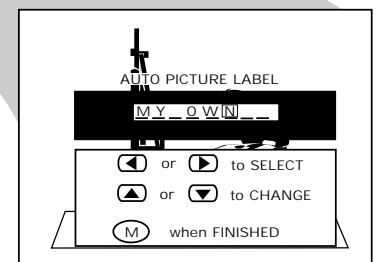 AUTO PICTURE LABEL
MY_OWN__
or to SELECT
or to CHANGE
M when FINISHED